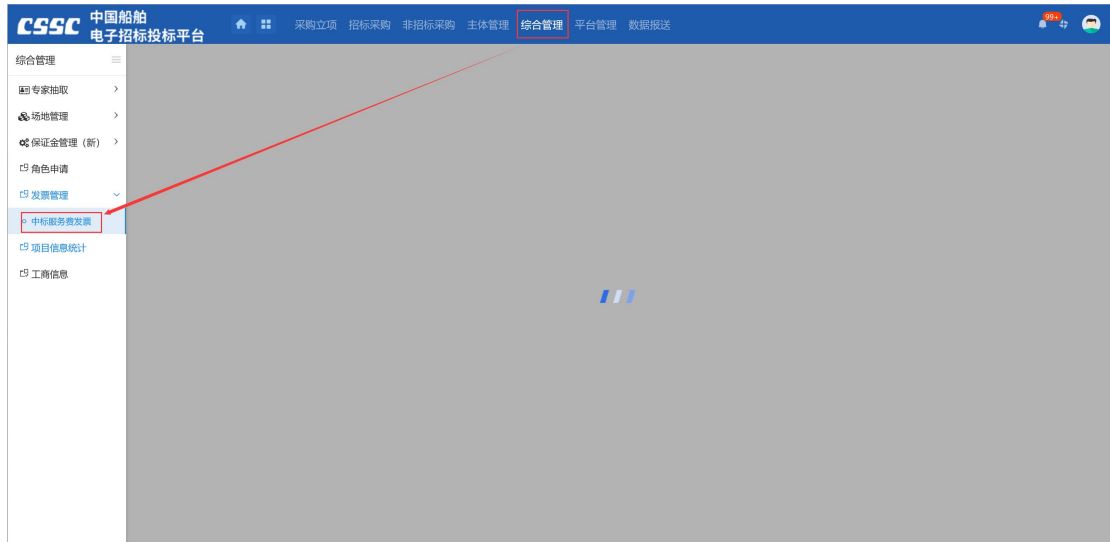 CSSC 中国船舶
电子招标投标平台
采购立项 招标采购 非招标采购 主体管理 综合管理 平台管理 数据报送
99+
综合管理
专家抽取
场地管理
保证金管理（新）
角色申请
发票管理
中标服务费发票
项目信息统计
工商信息